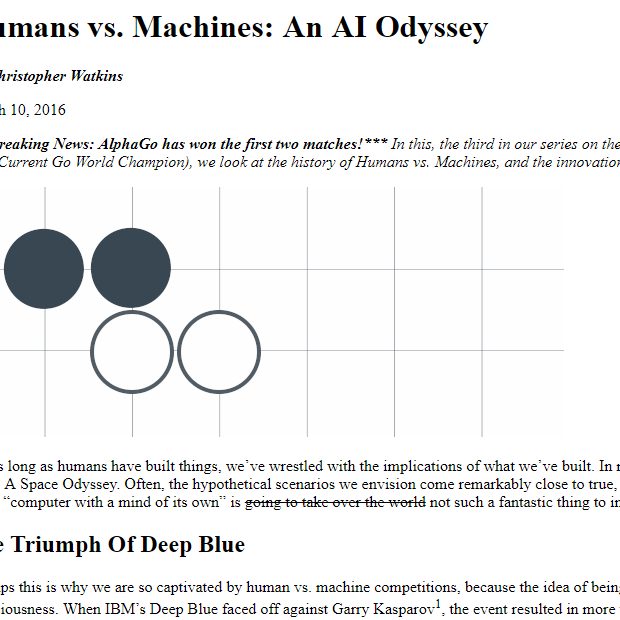 umans vs. Machines: An AI Odyssey
hristopher Watkins
h 10, 2016
reaking News: AlphaGo has won the first two matches!*** In this, the third in our series on the
Current Go World Champion), we look at the history of Humans vs. Machines, and the innovation
s long as humans have built things, we've wrestled with the implications of what we've built. In r
A Space Odyssey. Often, the hypothetical scenarios we envision come remarkably close to true,
“computer with a mind of its own” is going to take over the world not such a fantastic thing to in
e Triumph Of Deep Blue
ps this is why we are so captivated by human vs. machine competitions, because the idea of being
iousness. When IBM's Deep Blue faced off against Garry Kasparov1, the event resulted in more